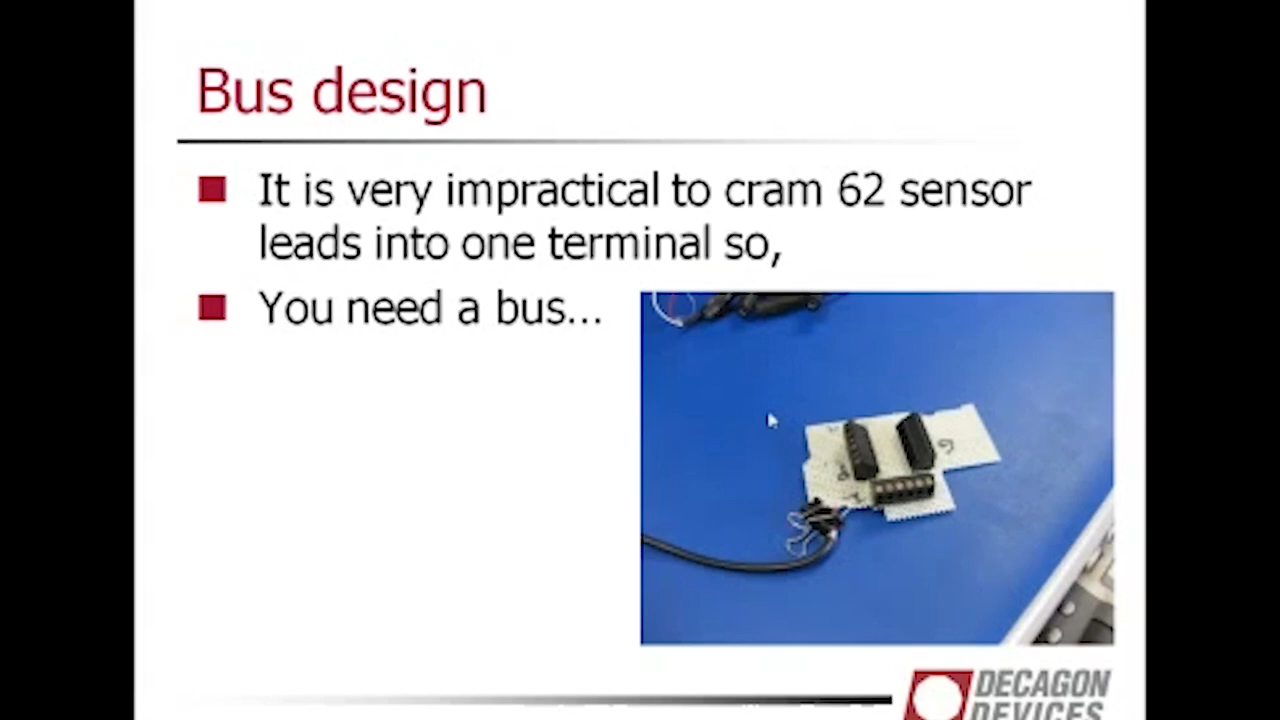 Bus design
It is very impractical to cram 62 sensor
leads into one terminal so,
You need a bus…
DECAGON
DEVICES